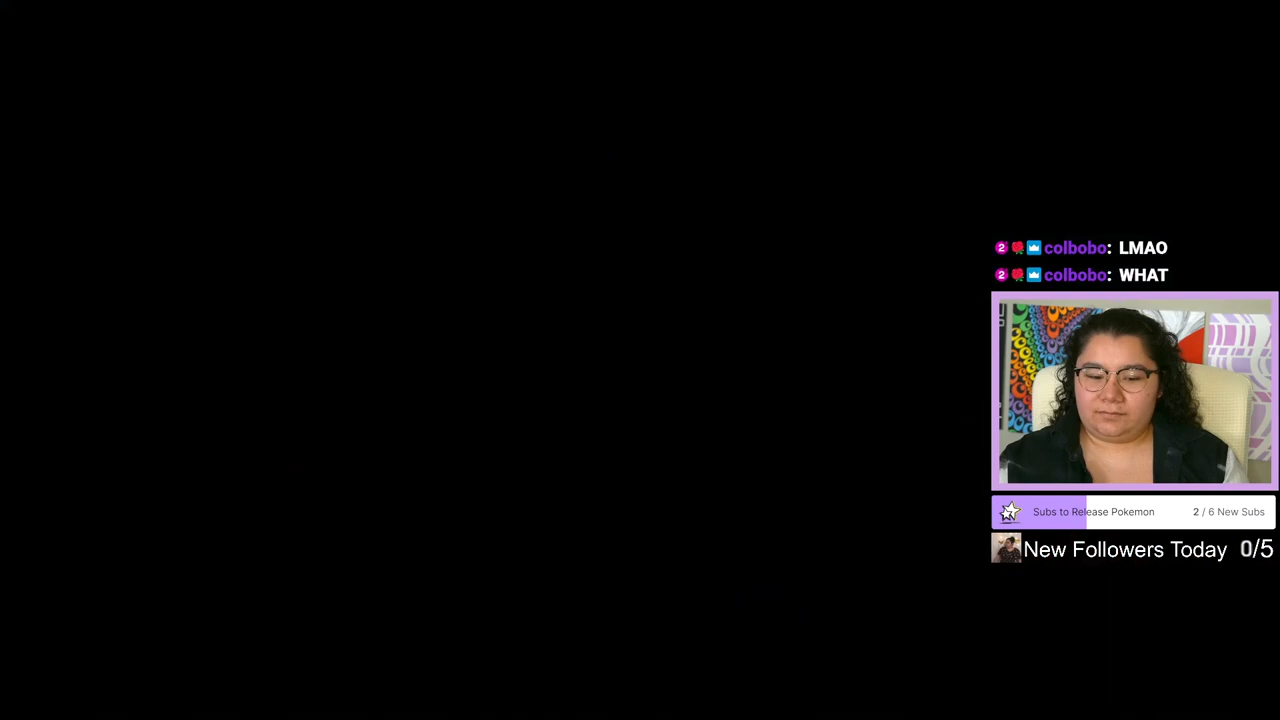 colbobo: LMAO
colbobo: WHAT
Subs to Release Pokemon 2 / 6 New Subs
New Followers Today 0/5